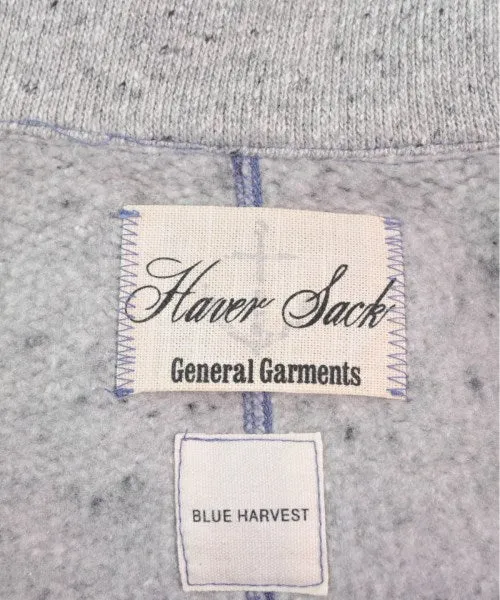 Haver Sack
General Garments
BLUE HARVEST